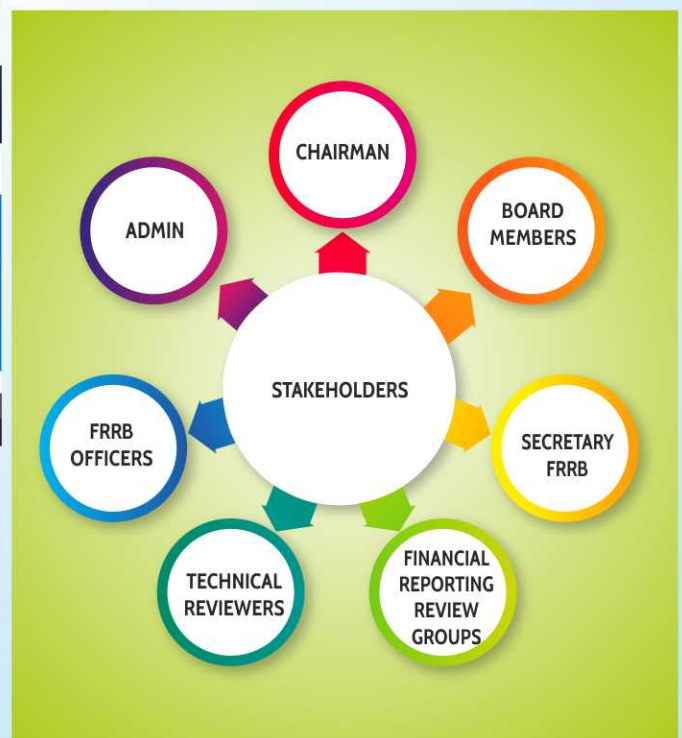 CHAIRMAN
BOARD
MEMBERS
ADMIN
STAKEHOLDERS
SECRETARY
FRRB
FRRB
OFFICERS
FINANCIAL
REPORTING
REVIEW
GROUPS
TECHNICAL
REVIEWERS